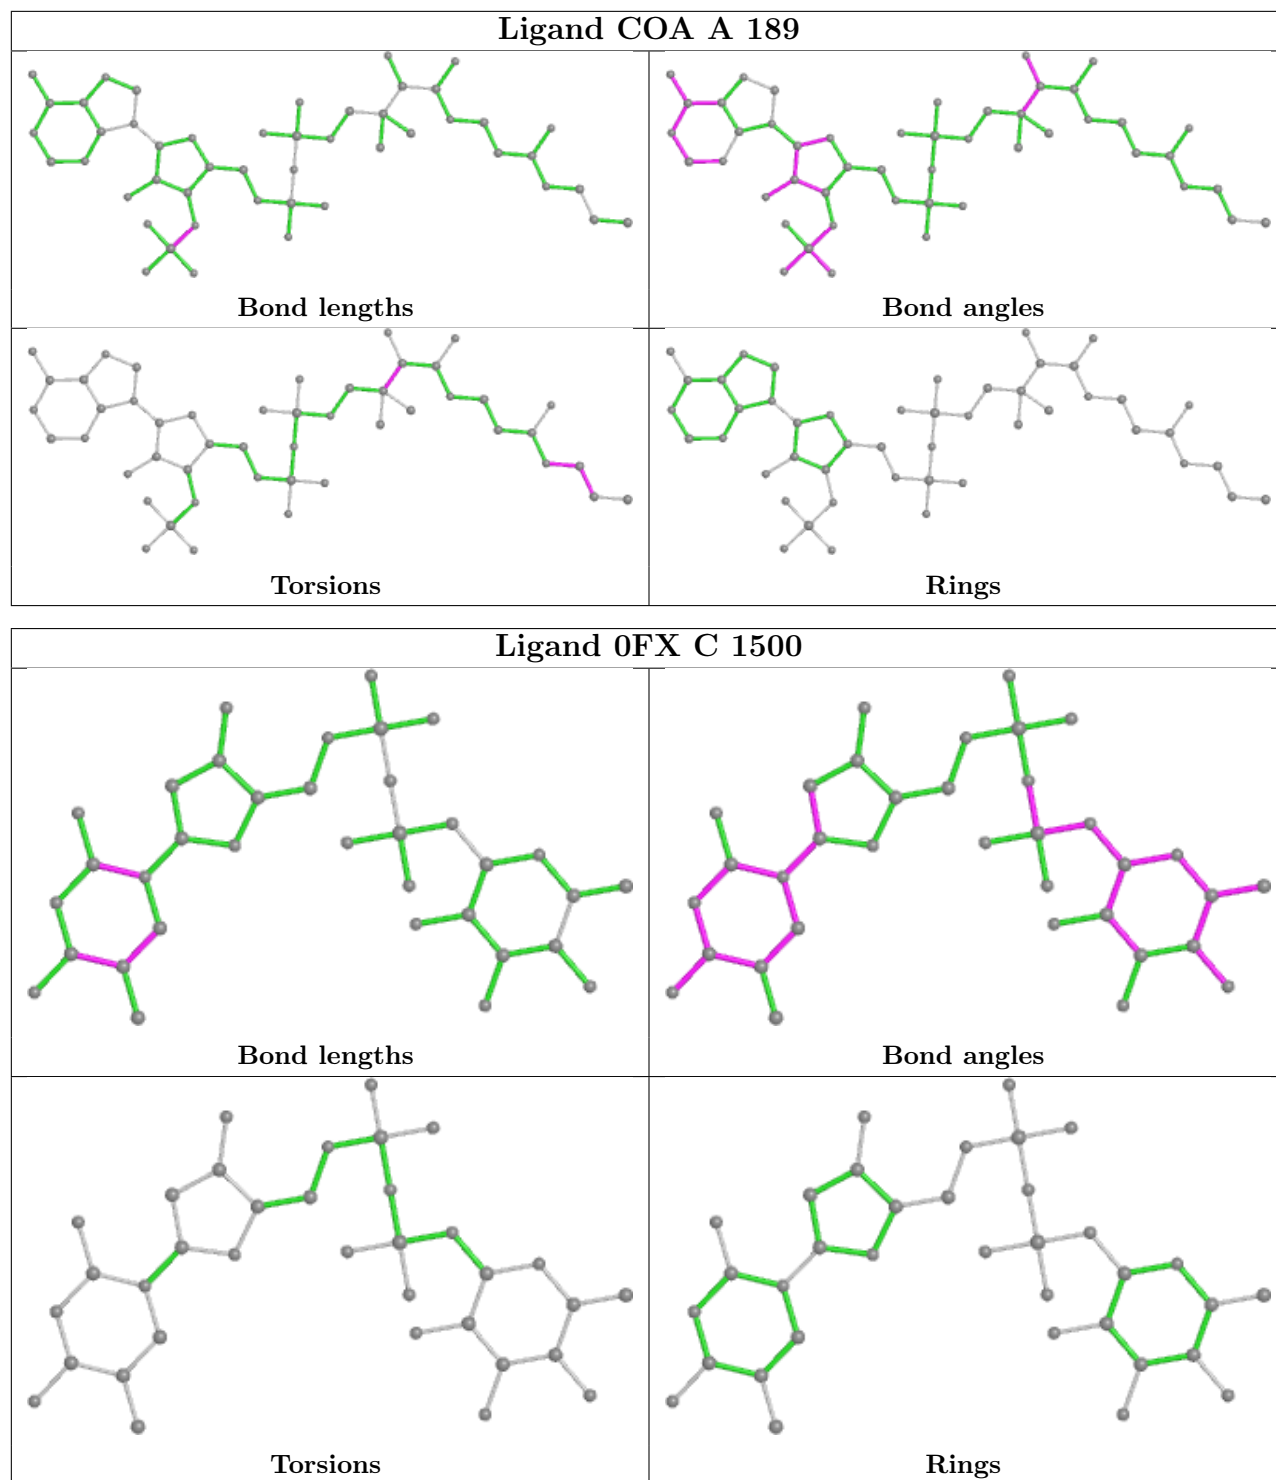 Ligand COA A 189
Bond lengths
Bond angles
Torsions
Rings
Ligand 0FX C 1500
Bond lengths
Bond angles
Torsions
Rings